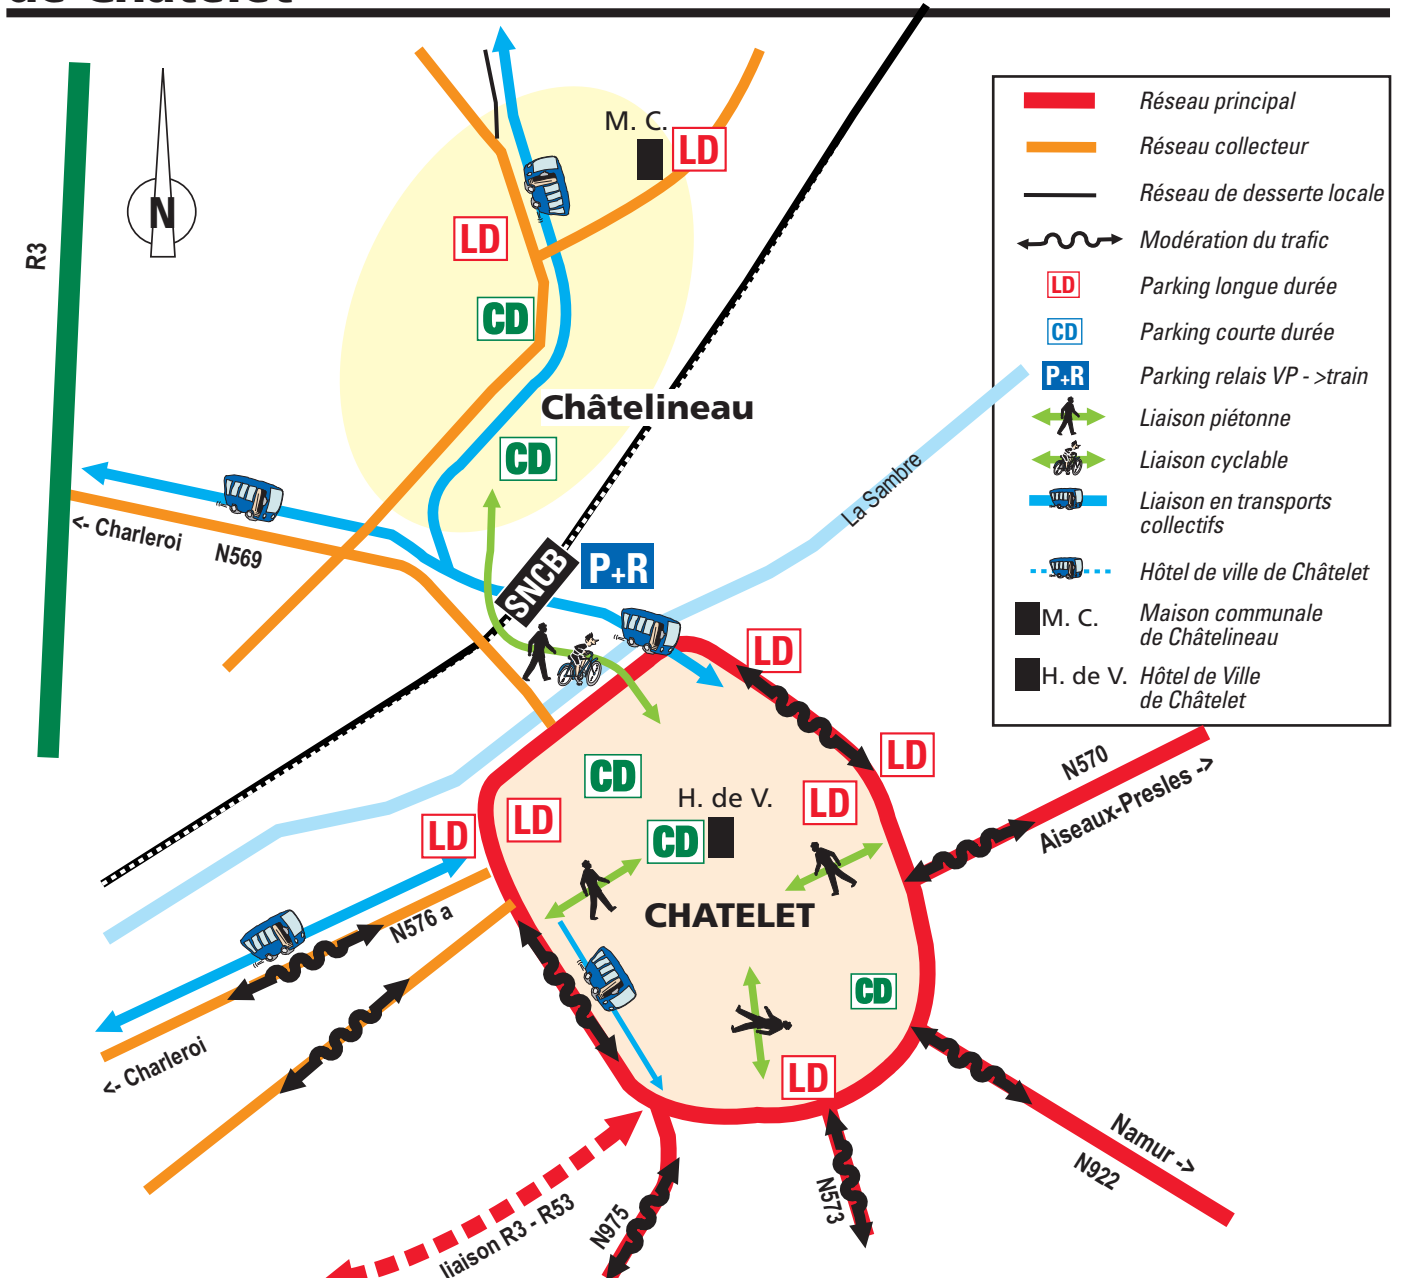 de Châtelet
N
R3
M. C.
LD
LD
CD
Châtelineau
CD
<- Charleroi
N569
SNCB
P+R
La Sambre
LD
LD
LD
CD
LD
LD
H. de V.
CD
CHATELET
N570
Aiseaux-Presles ->
N576 a
<- Charleroi
CD
LD
Namur ->
N922
N573
N975
liaison R3 - R53
Réseau principal
Réseau collecteur
Réseau de desserte locale
Modération du trafic
LD Parking longue durée
CD Parking courte durée
P+R Parking relais VP - >train
Liaison piétonne
Liaison cyclable
Liaison en transports
collectifs
Hôtel de ville de Châtelet
M. C. Maison communale
de Châtelineau
H. de V. Hôtel de Ville
de Châtelet